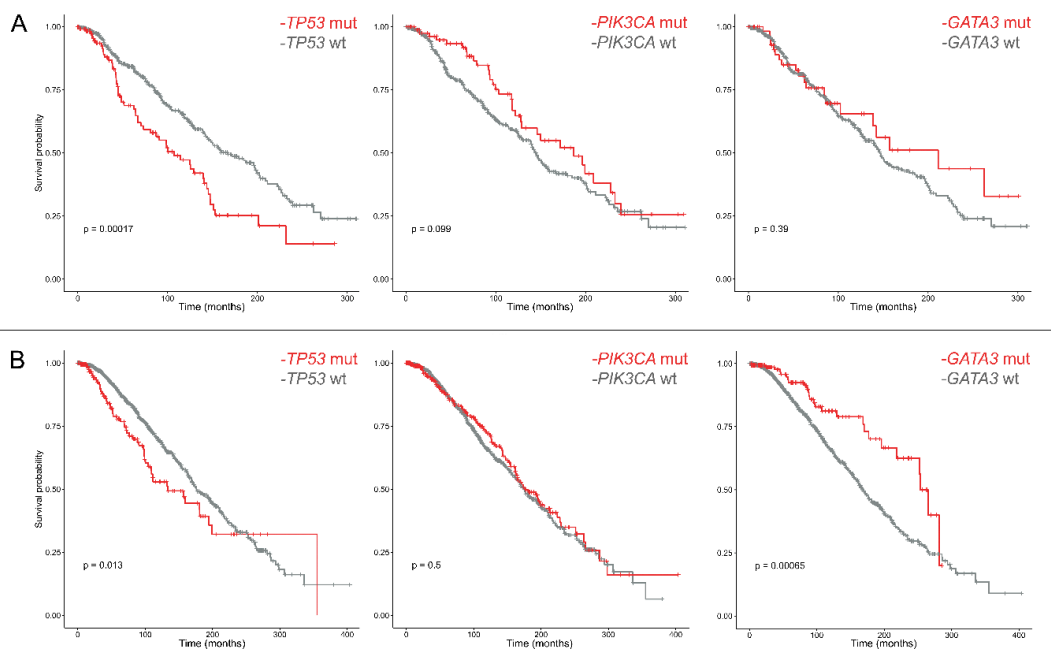 A
-TP53 mut
-TP53 wt
1.00
0.75
0.50
0.25
0.00
Survival probability
p = 0.00017
0 100 200 300
Time (months)
-PIK3CA mut
-PIK3CA wt
1.00
0.75
0.50
0.25
0.00
p = 0.099
0 100 200 300
Time (months)
-GATA3 mut
-GATA3 wt
1.00
0.75
0.50
0.25
0.00
p = 0.39
0 100 200 300
Time (months)
B
-TP53 mut
-TP53 wt
1.00
0.75
0.50
0.25
0.00
Survival probability
p = 0.013
0 100 200 300 400
Time (months)
-PIK3CA mut
-PIK3CA wt
1.00
0.75
0.50
0.25
0.00
p = 0.5
0 100 200 300 400
Time (months)
-GATA3 mut
-GATA3 wt
1.00
0.75
0.50
0.25
0.00
p = 0.00065
0 100 200 300 400
Time (months)